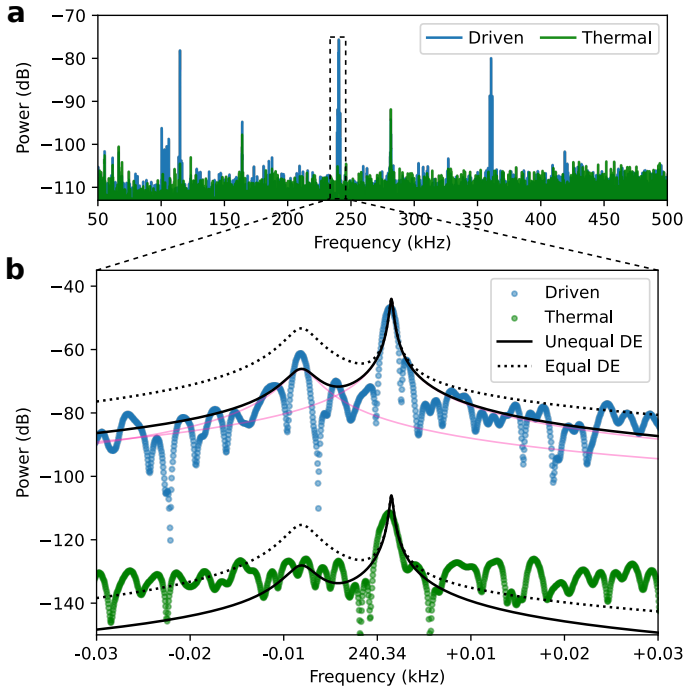 a
−70
−80
−90
−100
−110
Power (dB)
Driven Thermal
50 100 150 200 250 300 350 400 450 500
Frequency (kHz)
b
−40
−60
−80
−100
−120
−140
Power (dB)
Driven
Thermal
Unequal DE
Equal DE
-0.03 -0.02 -0.01 240.34 +0.01 +0.02 +0.03
Frequency (kHz)